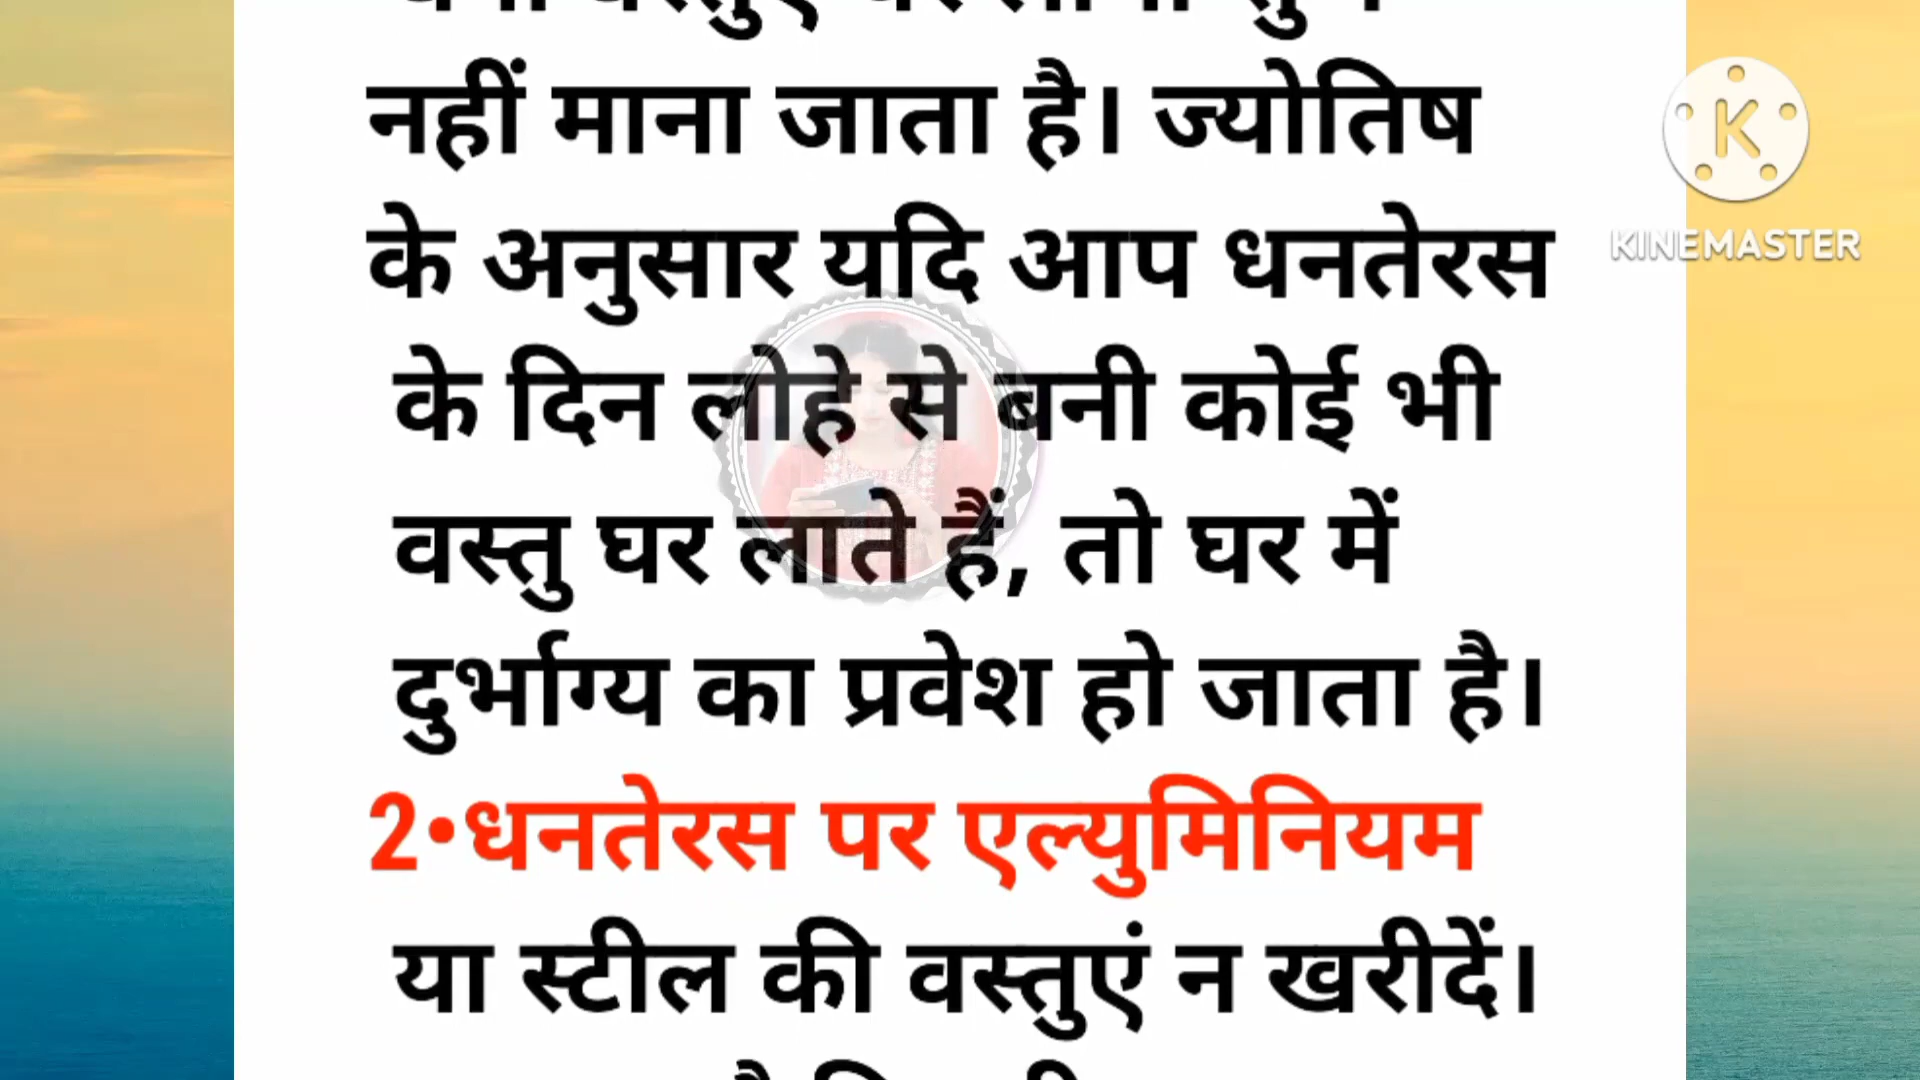 नहीं माना जाता है। ज्योतिष
के अनुसार यदि आप धनतेरस
के दिन लोहे से बनी कोई भी
वस्तु घर लाते हैं, तो घर में
दुर्भाग्य का प्रवेश हो जाता है।
2•धनतेरस पर एल्युमिनियम
या स्टील की वस्तुएं न खरीदें।
K
KINEMASTER